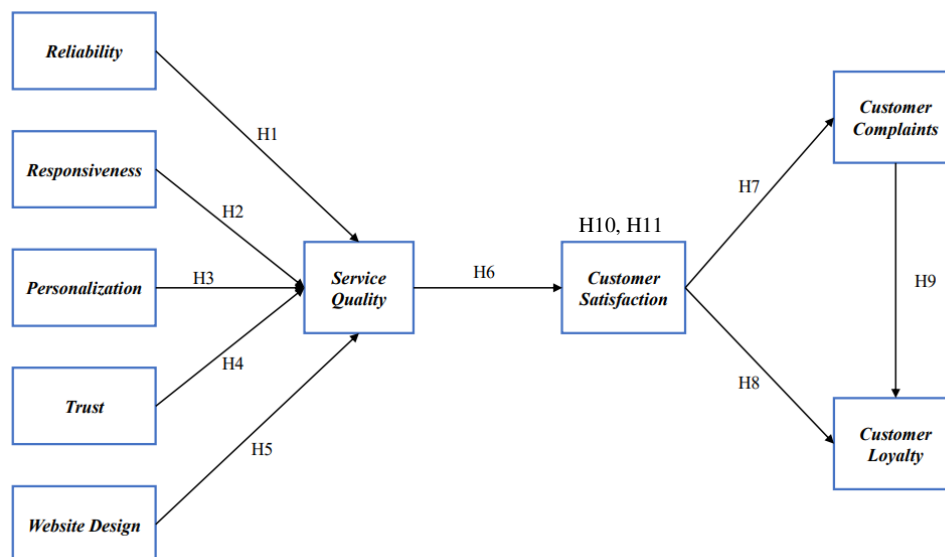 Reliability
H1
Responsiveness
H2
Personalization
H3
Trust
H4
Website Design
H5
Service
Quality
H6
H10, H11
Customer
Satisfaction
H7
H8
Customer
Complaints
H9
Customer
Loyalty